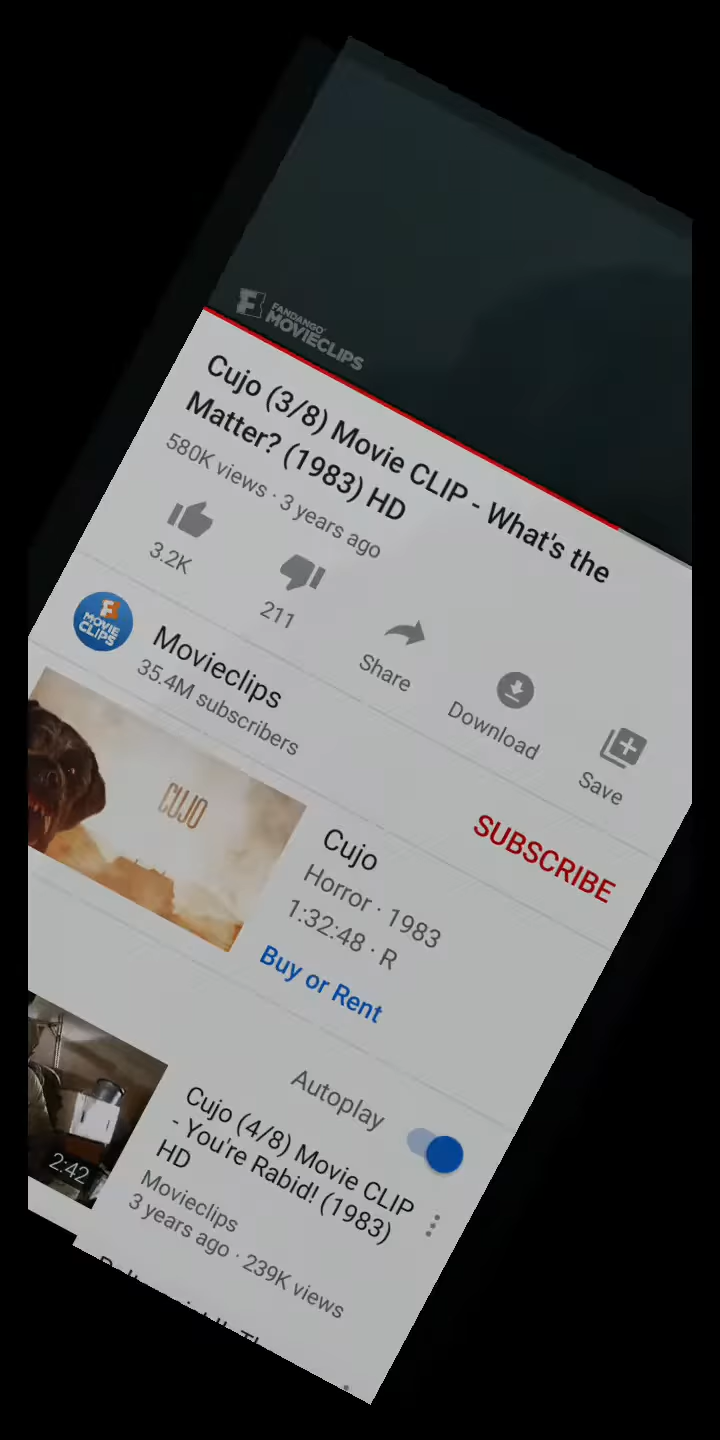 FANDANGO
MOVIECLIPS
Cujo (3/8) Movie CLIP - What's the
Matter? (1983) HD
580K views · 3 years ago
3.2K
211
Share
Download
Save
MOVIE
CLIPS
Movieclips
35.4M subscribers
SUBSCRIBE
CUJO
Cujo
Horror · 1983
1:32:48 · R
Buy or Rent
Autoplay
2:42
Cujo (4/8) Movie CLIP
- You're Rabid! (1983)
HD
Movieclips
3 years ago · 239K views